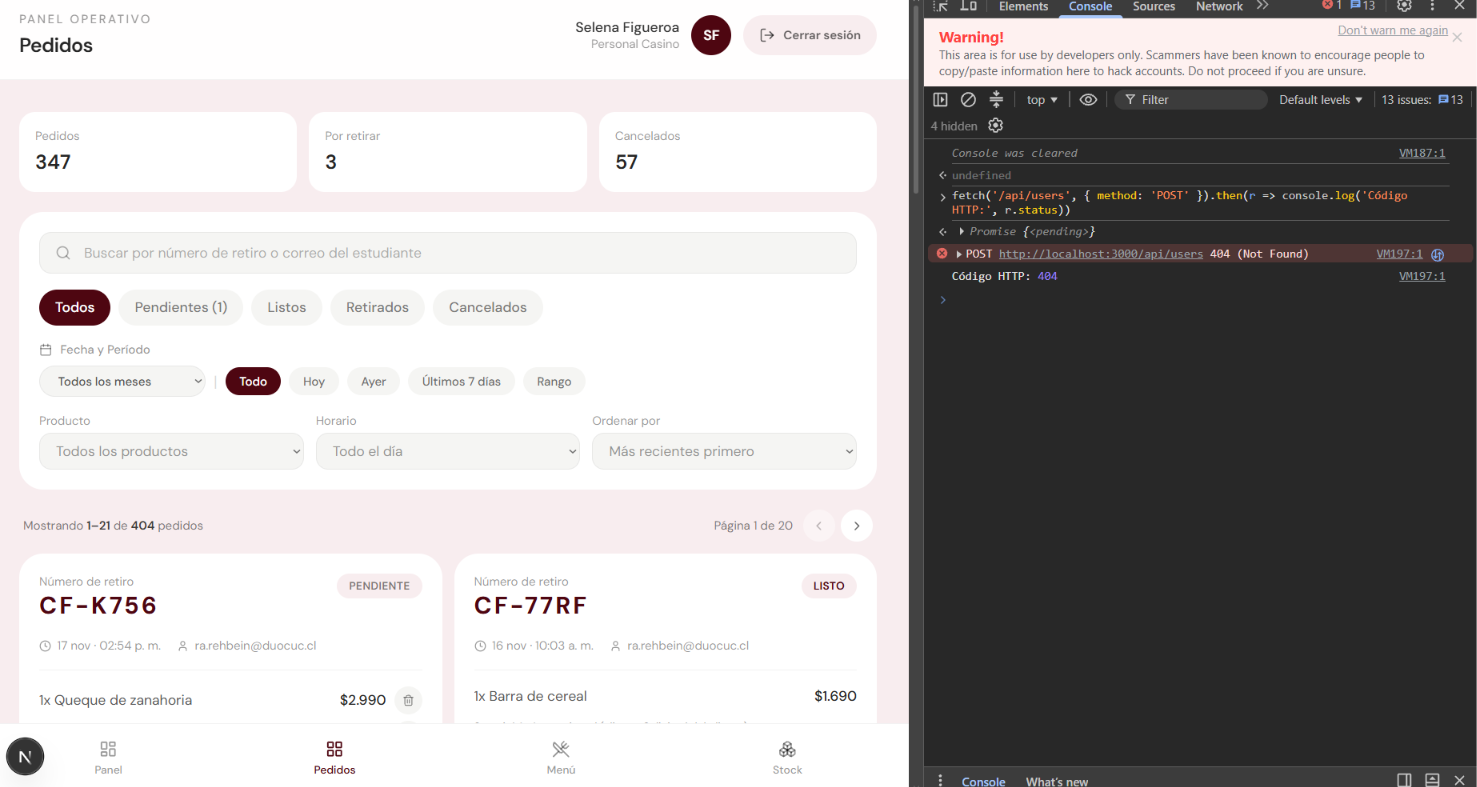 PANEL OPERATIVO
Pedidos
Selena Figueroa
Personal Casino
SF
Cerrar sesión
Pedidos
347
Por retirar
3
Cancelados
57
Buscar por número de retiro o correo del estudiante
Todos
Pendientes (1)
Listos
Retirados
Cancelados
Fecha y Periodo
Todos los meses
Todo
Hoy
Ayer
Últimos 7 días
Rango
Producto
Horario
Ordenar por
Todos los productos
Todo el día
Más recientes primero
Mostrando 1–21 de 404 pedidos
Página 1 de 20
Número de retiro
PENDIENTE
CF-K756
17 nov · 02:54 p. m.
ra.rehbein@duocuc.cl
1x Queque de zanahoria
$2.990
Número de retiro
LISTO
CF-77RF
16 nov · 10:03 a. m.
ra.rehbein@duocuc.cl
1x Barra de cereal
$1.690
N
Panel
Pedidos
Menú
Stock
Elements
Console
Sources
Network
1
13
Warning!
Don't warn me again
This area is for use by developers only. Scammers have been known to encourage people to
copy/paste information here to hack accounts. Do not proceed if you are unsure.
top
Filter
Default levels
13 issues:
13
4 hidden
Console was cleared
VM187:1
undefined
fetch('/api/users', { method: 'POST' }).then(r => console.log('Código
HTTP:', r.status))
Promise {<pending>}
POST http://localhost:3000/api/users 404 (Not Found)
VM197:1
Código HTTP: 404
VM197:1
Console
What's new